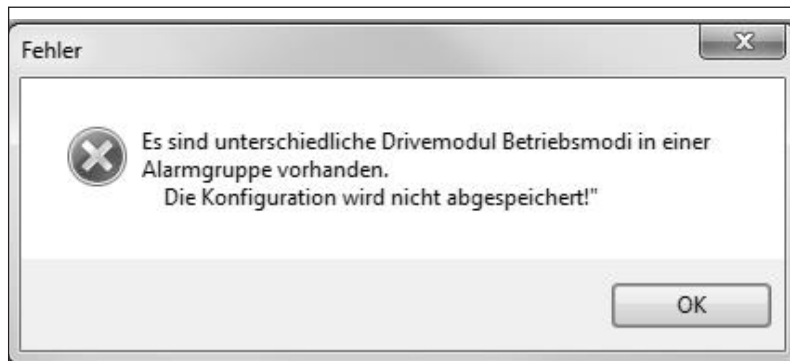 Fehler
Es sind unterschiedliche Drivemodul Betriebsmodi in einer
Alarmgruppe vorhanden.
Die Konfiguration wird nicht abgespeichert!"
OK